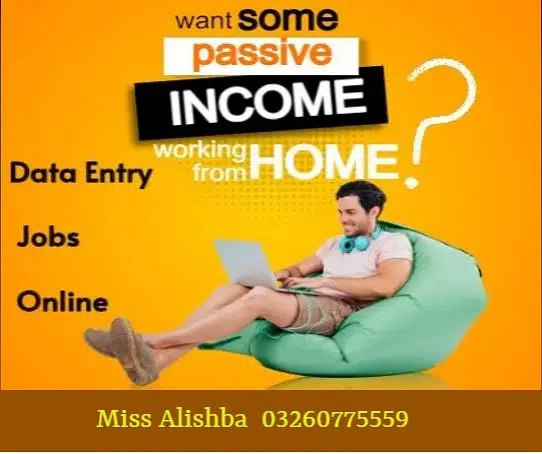 want some
passive
INCOME
working
from HOME?
Data Entry
Jobs
Online
Miss Alishba 03260775559